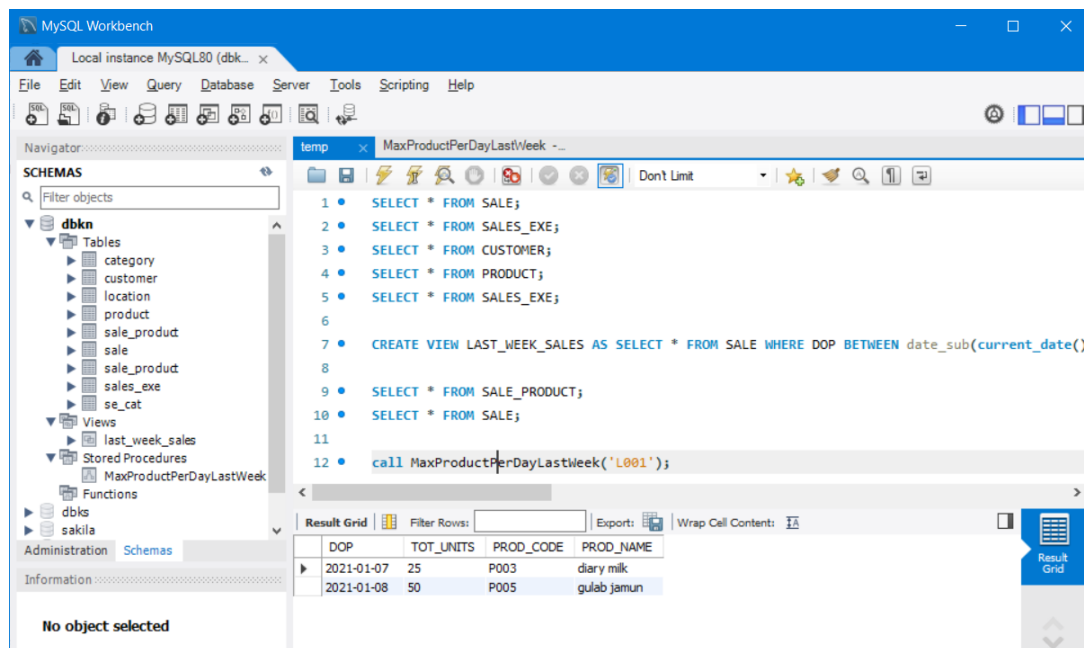 MySQL Workbench
Local instance MySQL80 (dbk...
File Edit View Query Database Server Tools Scripting Help
Navigator
SCHEMAS
Filter objects
dbkn
Tables
category
customer
location
product
sale_product
sale
sale_product
sales_exe
se_cat
Views
last_week_sales
Stored Procedures
MaxProductPerDayLastWeek
Functions
dbks
sakila
Administration Schemas
Information
No object selected
temp MaxProductPerDayLastWeek -...
Don't Limit
1 SELECT * FROM SALE;
2 SELECT * FROM SALES_EXE;
3 SELECT * FROM CUSTOMER;
4 SELECT * FROM PRODUCT;
5 SELECT * FROM SALES_EXE;
6
7 CREATE VIEW LAST_WEEK_SALES AS SELECT * FROM SALE WHERE DOP BETWEEN date_sub(current_date()
8
9 SELECT * FROM SALE_PRODUCT;
10 SELECT * FROM SALE;
11
12 call MaxProductPerDayLastWeek('L001');
Result Grid Filter Rows: Export: Wrap Cell Content: IA
DOP TOT_UNITS PROD_CODE PROD_NAME
2021-01-07 25 P003 diary milk
2021-01-08 50 P005 gulab jamun
Result
Grid